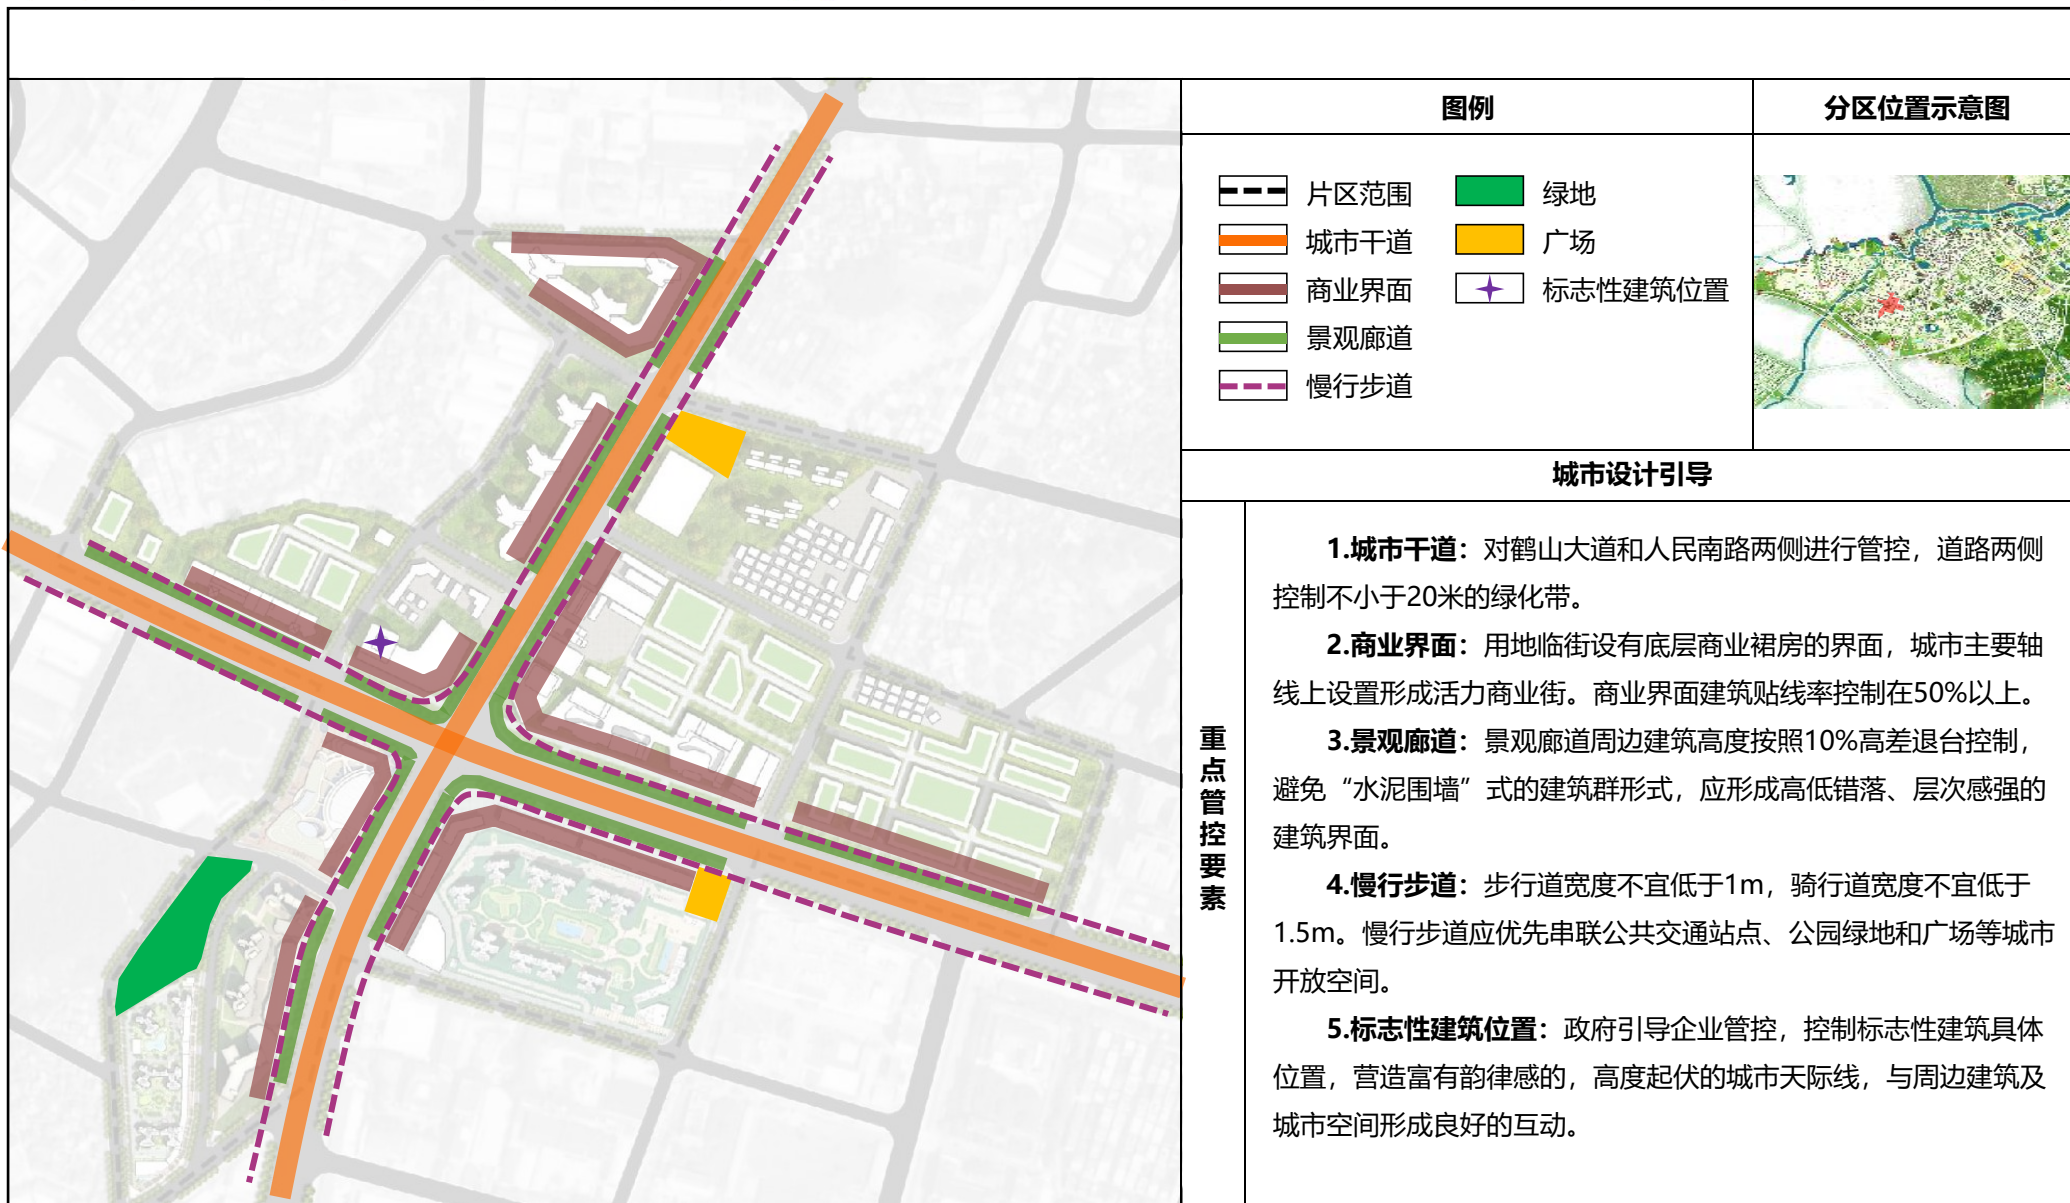 图例
分区位置示意图
片区范围
绿地
城市干道
广场
商业界面
标志性建筑位置
景观廊道
慢行步道
城市设计引导
重点管控要素
1.城市干道：对鹤山大道和人民南路两侧进行管控，道路两侧
控制不小于20米的绿化带。
2.商业界面：用地临街设有底层商业裙房的界面，城市主要轴
线上设置形成活力商业街。商业界面建筑贴线率控制在50%以上。
3.景观廊道：景观廊道周边建筑高度按照10%高差退台控制，
避免“水泥围墙”式的建筑群形式，应形成高低错落、层次感强的
建筑界面。
4.慢行步道：步行道宽度不宜低于1m，骑行道宽度不宜低于
1.5m。慢行步道应优先串联公共交通站点、公园绿地和广场等城市
开放空间。
5.标志性建筑位置：政府引导企业管控，控制标志性建筑具体
位置，营造富有韵律感的，高度起伏的城市天际线，与周边建筑及
城市空间形成良好的互动。